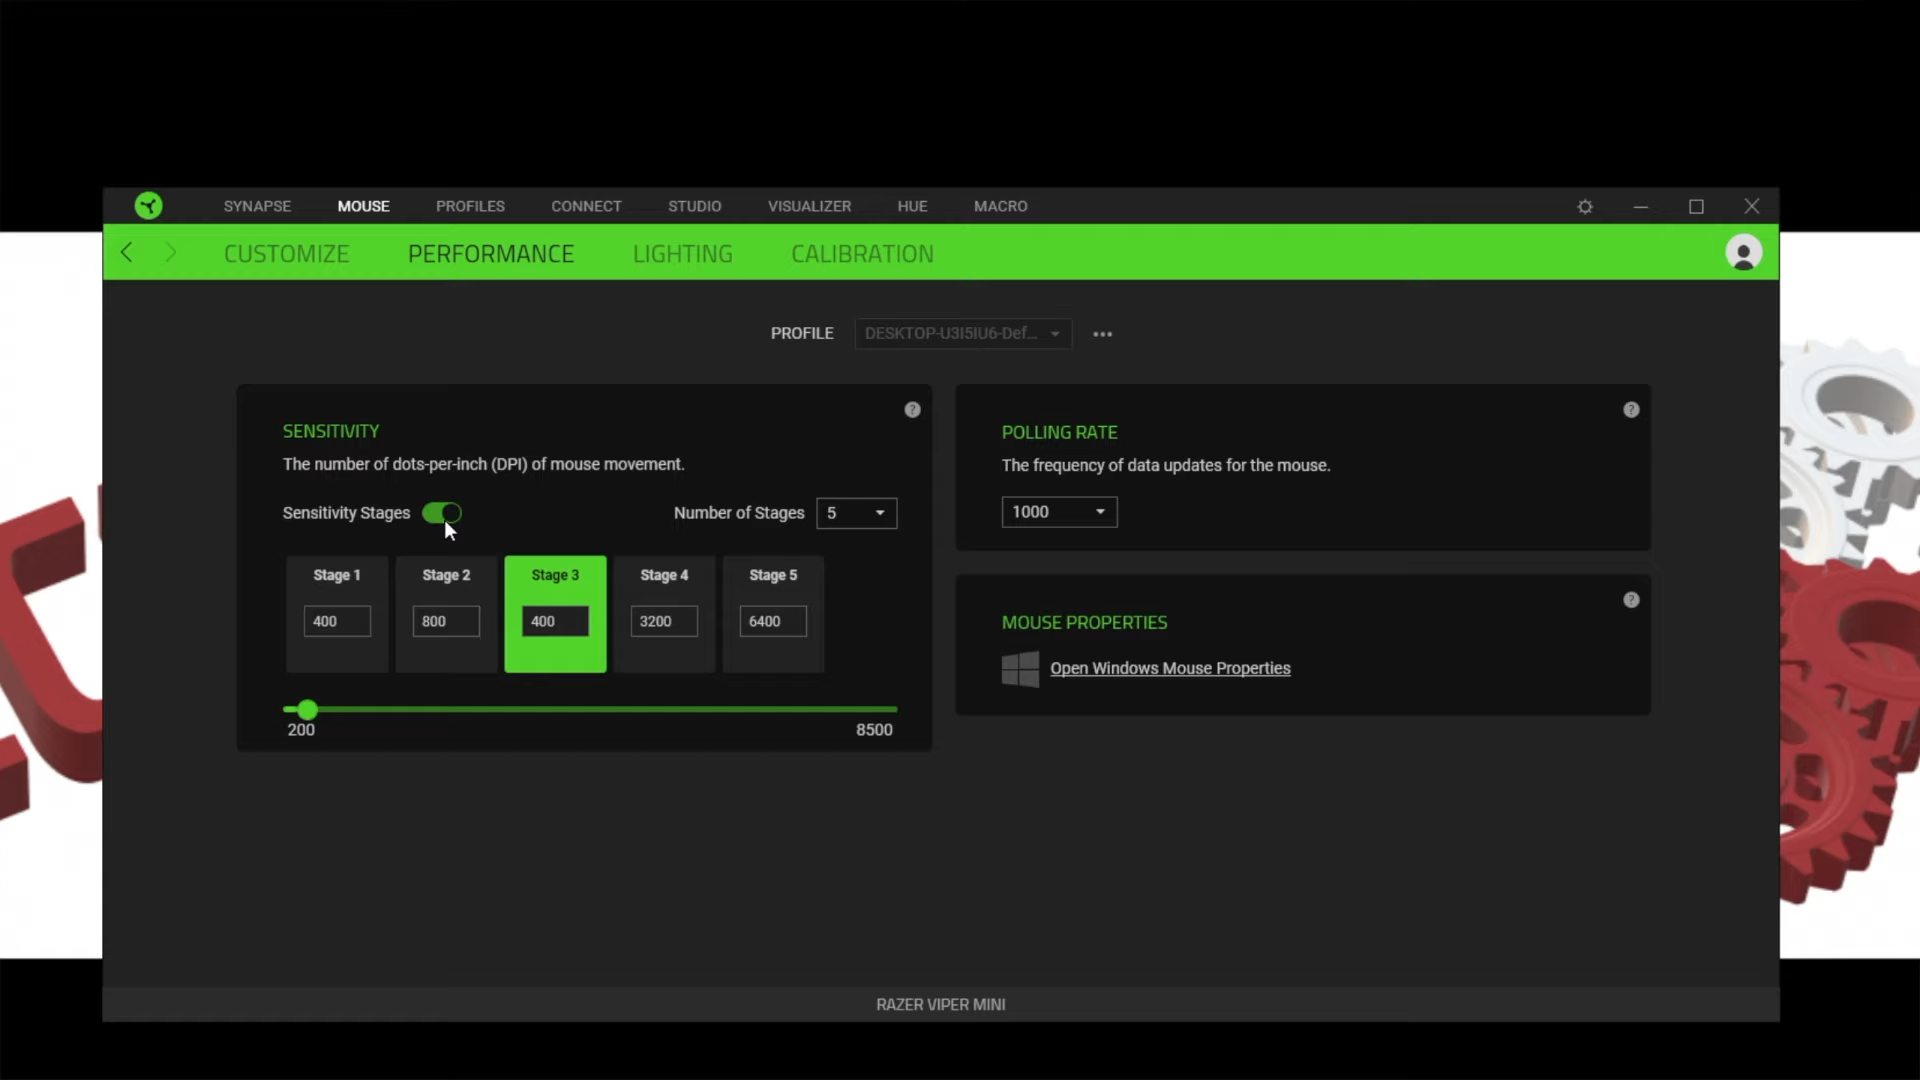 SYNAPSE MOUSE PROFILES CONNECT STUDIO VISUALIZER HUE MACRO
CUSTOMIZE PERFORMANCE LIGHTING CALIBRATION
PROFILE DESKTOP-U3I5IU6-Def... •••
SENSITIVITY
The number of dots-per-inch (DPI) of mouse movement.
Sensitivity Stages Number of Stages 5
Stage 1 Stage 2 Stage 3 Stage 4 Stage 5
400 800 400 3200 6400
200 8500
POLLING RATE
The frequency of data updates for the mouse.
1000
MOUSE PROPERTIES
Open Windows Mouse Properties
RAZER VIPER MINI